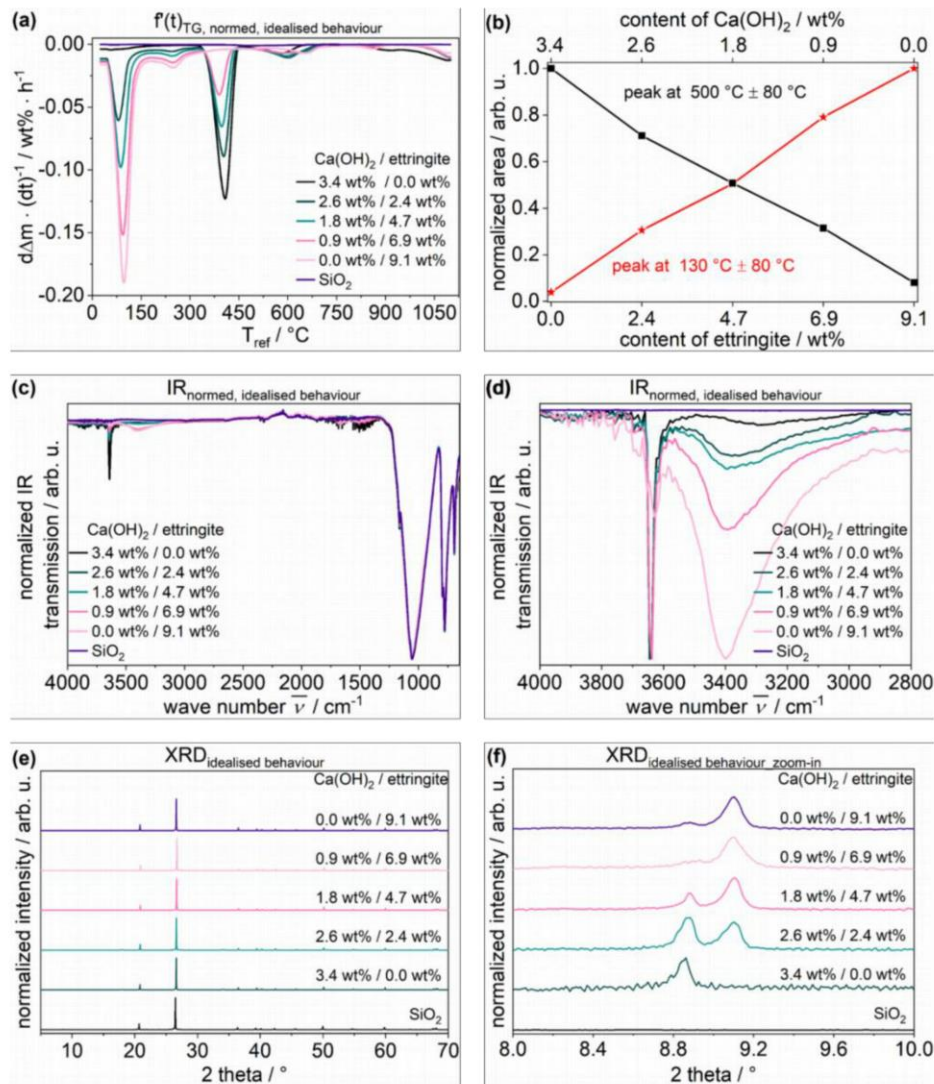 (a)
f'(t)TG, normed, idealised behaviour
0.00
-0.05
-0.10
-0.15
-0.20
d∆m · (dt)⁻¹ / wt% · h⁻¹
Ca(OH)₂ / ettringite
3.4 wt% / 0.0 wt%
2.6 wt% / 2.4 wt%
1.8 wt% / 4.7 wt%
0.9 wt% / 6.9 wt%
0.0 wt% / 9.1 wt%
SiO₂
0 150 300 450 600 750 900 1050
Tref / °C
(b)
content of Ca(OH)₂ / wt%
3.4 2.6 1.8 0.9 0.0
1.0
0.8
0.6
0.4
0.2
0.0
normalized area / arb. u.
peak at 500 °C ± 80 °C
peak at 130 °C ± 80 °C
0.0 2.4 4.7 6.9 9.1
content of ettringite / wt%
(c)
IRnormed, idealised behaviour
normalized IR
transmission / arb. u.
Ca(OH)₂ / ettringite
3.4 wt% / 0.0 wt%
2.6 wt% / 2.4 wt%
1.8 wt% / 4.7 wt%
0.9 wt% / 6.9 wt%
0.0 wt% / 9.1 wt%
SiO₂
4000 3500 3000 2500 2000 1500 1000
wave number ν̅ / cm⁻¹
(d)
IRnormed, idealised behaviour
normalized IR
transmission / arb. u.
Ca(OH)₂ / ettringite
3.4 wt% / 0.0 wt%
2.6 wt% / 2.4 wt%
1.8 wt% / 4.7 wt%
0.9 wt% / 6.9 wt%
0.0 wt% / 9.1 wt%
SiO₂
4000 3800 3600 3400 3200 3000 2800
wave number ν̅ / cm⁻¹
(e)
XRDidealised behaviour
normalized intensity / arb. u.
Ca(OH)₂ / ettringite
0.0 wt% / 9.1 wt%
0.9 wt% / 6.9 wt%
1.8 wt% / 4.7 wt%
2.6 wt% / 2.4 wt%
3.4 wt% / 0.0 wt%
SiO₂
10 20 30 40 50 60 70
2 theta / °
(f)
XRDidealised behaviour_zoom-in
normalized intensity / arb. u.
Ca(OH)₂ / ettringite
0.0 wt% / 9.1 wt%
0.9 wt% / 6.9 wt%
1.8 wt% / 4.7 wt%
2.6 wt% / 2.4 wt%
3.4 wt% / 0.0 wt%
SiO₂
8.0 8.4 8.8 9.2 9.6 10.0
2 theta / °